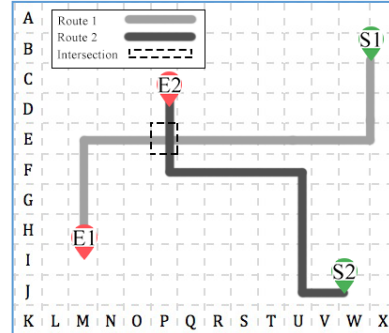 A
B
C
D
E
F
G
H
I
J
K L M N O P Q R S T U V W X
Route 1
Route 2
Intersection
S1
E2
E1
S2